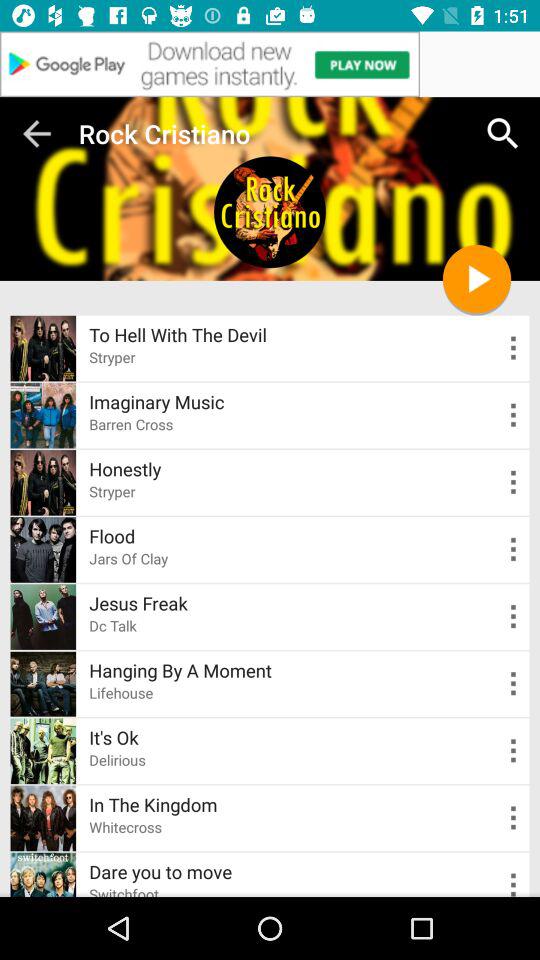 1:51
Google Play
Download new
games instantly.
PLAY NOW
Rock
Cristiano
Rock Cristiano
Rock
Cristiano
To Hell With The Devil
Stryper
Imaginary Music
Barren Cross
Honestly
Stryper
Flood
Jars Of Clay
Jesus Freak
Dc Talk
Hanging By A Moment
Lifehouse
It's Ok
Delirious
In The Kingdom
Whitecross
switchfoot
Dare you to move
Switchfoot